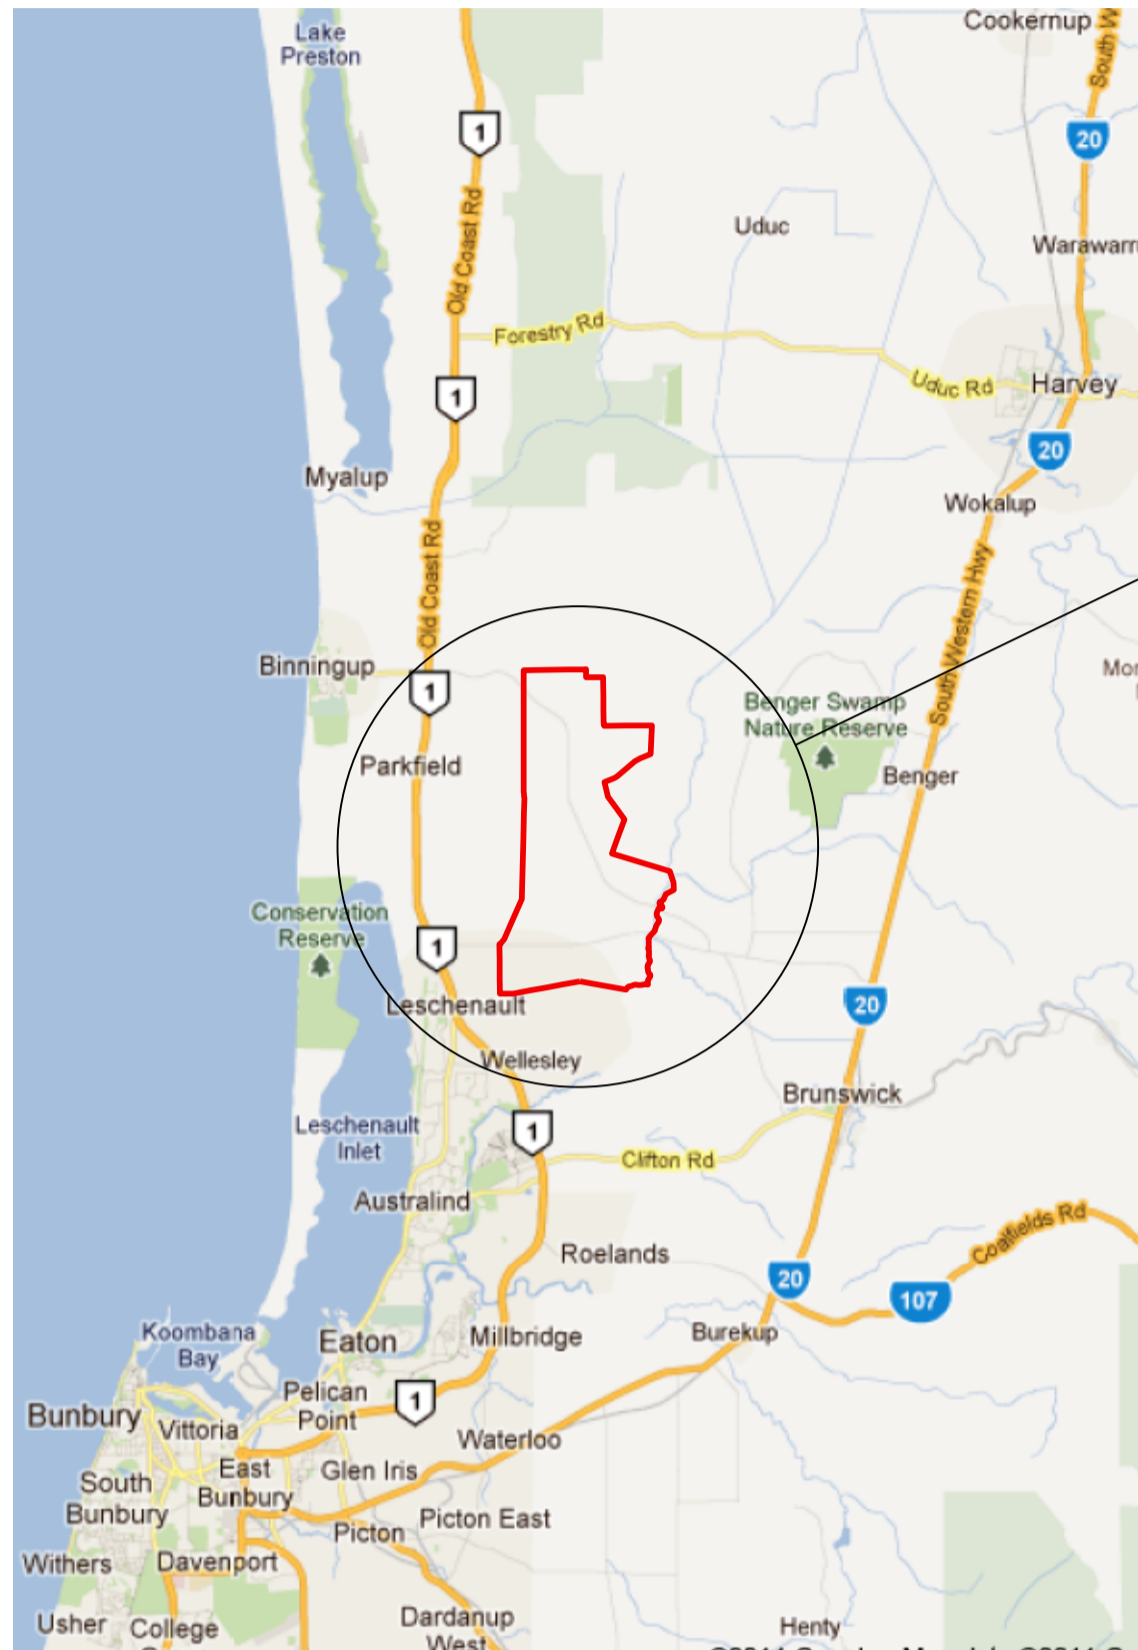 Lake
Preston
Cookernup
South W
1
20
Old Coast Rd
Uduc
Warawarr
Forestry Rd
Uduc Rd
Harvey
1
20
Myalup
Wokalup
Old Coast Rd
South Western Hwy
Binningup
1
Mor
Benger Swamp
Nature Reserve
Parkfield
Benger
Conservation
Reserve
1
Leschenault
20
Wellesley
Brunswick
Leschenault
Inlet
1
Clifton Rd
Australind
Coalfields Rd
Roelands
20
107
Koombana
Bay
Eaton
Millbridge
Burekup
Pelican
Point
1
Bunbury
Vittoria
Waterloo
East
Bunbury
Glen Iris
South
Bunbury
Picton
Picton East
Withers
Davenport
Usher
College
Dardanup
West
Henty